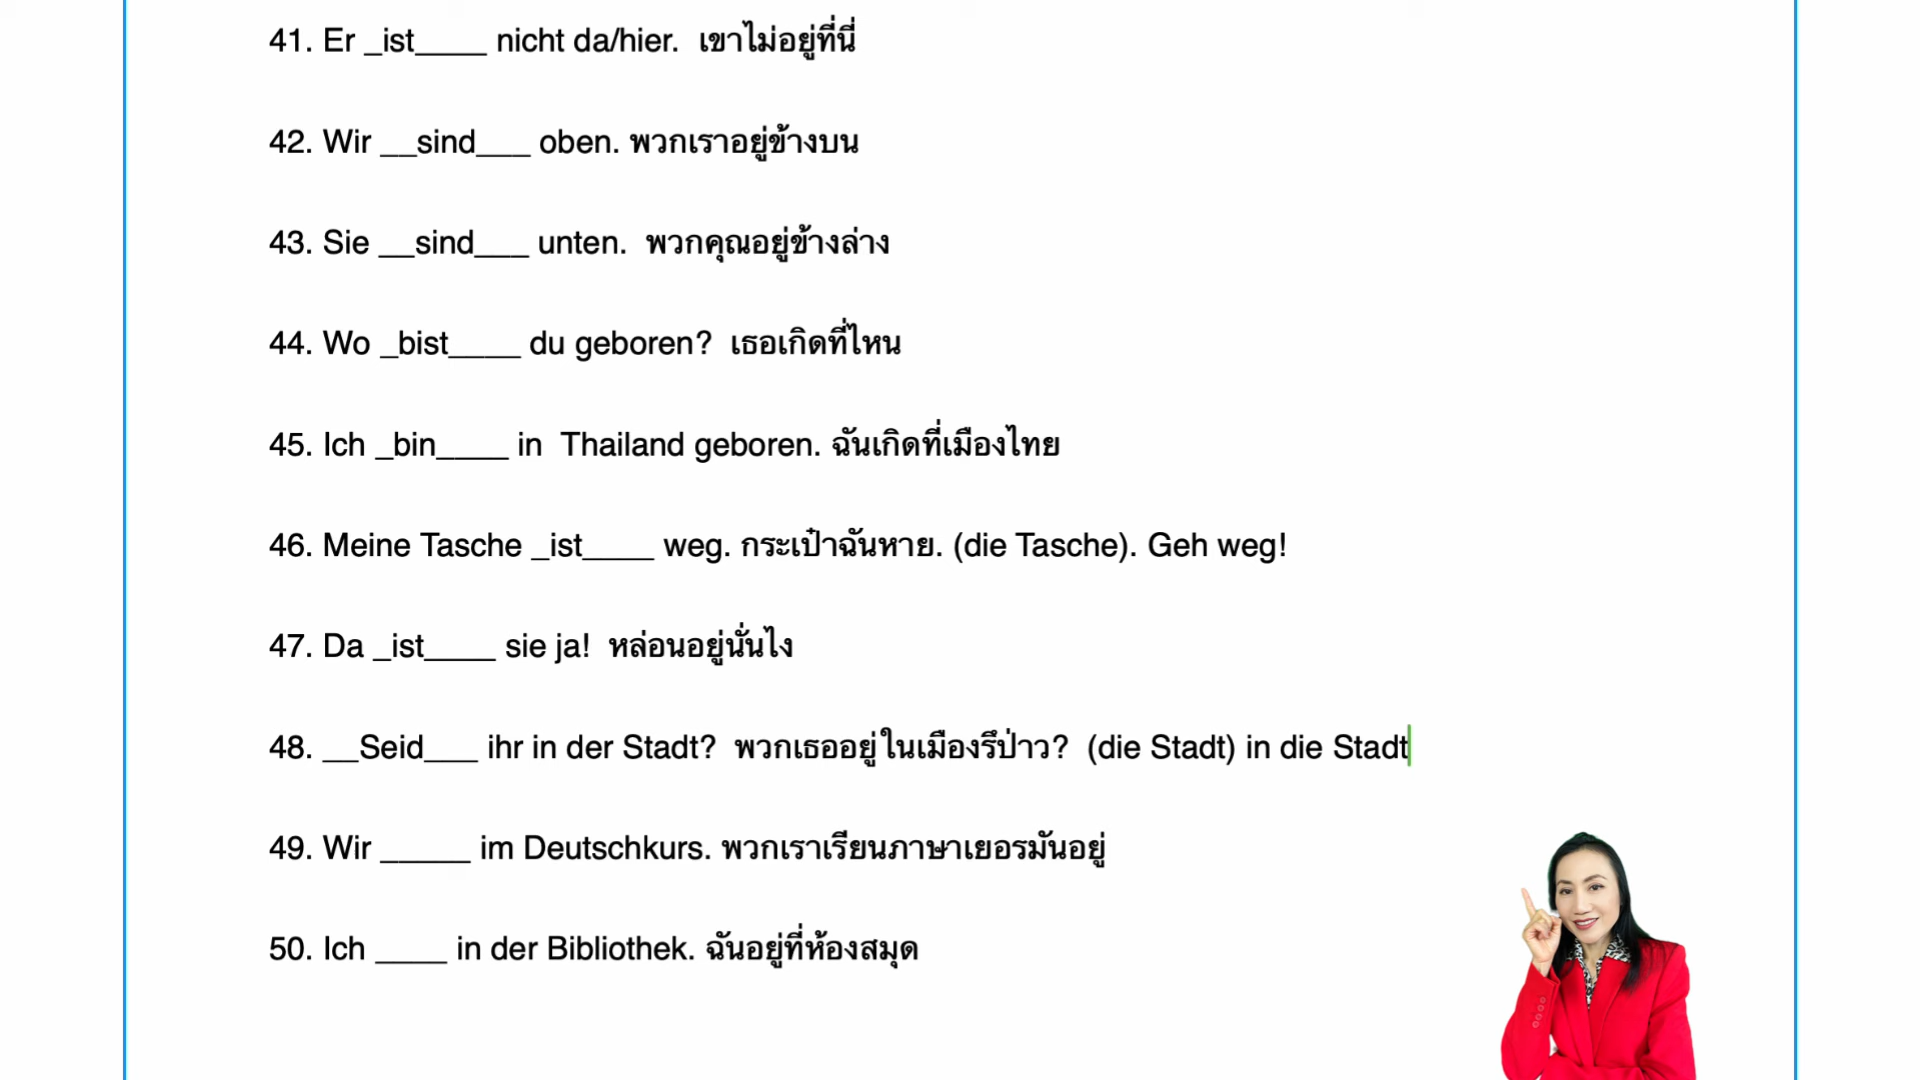 41. Er _ist____ nicht da/hier.  เขาไม่อยู่ที่นี่
42. Wir __sind___ oben. พวกเราอยู่ข้างบน
43. Sie __sind___ unten.  พวกคุณอยู่ข้างล่าง
44. Wo _bist____ du geboren?  เธอเกิดที่ไหน
45. Ich _bin____ in  Thailand geboren. ฉันเกิดที่เมืองไทย
46. Meine Tasche _ist____ weg. กระเป๋าฉันหาย. (die Tasche). Geh weg!
47. Da _ist____ sie ja!  หล่อนอยู่นั่นไง
48. __Seid___ ihr in der Stadt?  พวกเธออยู่ในเมืองรึป่าว?  (die Stadt) in die Stadt
49. Wir _____ im Deutschkurs. พวกเราเรียนภาษาเยอรมันอยู่
50. Ich ____ in der Bibliothek. ฉันอยู่ที่ห้องสมุด